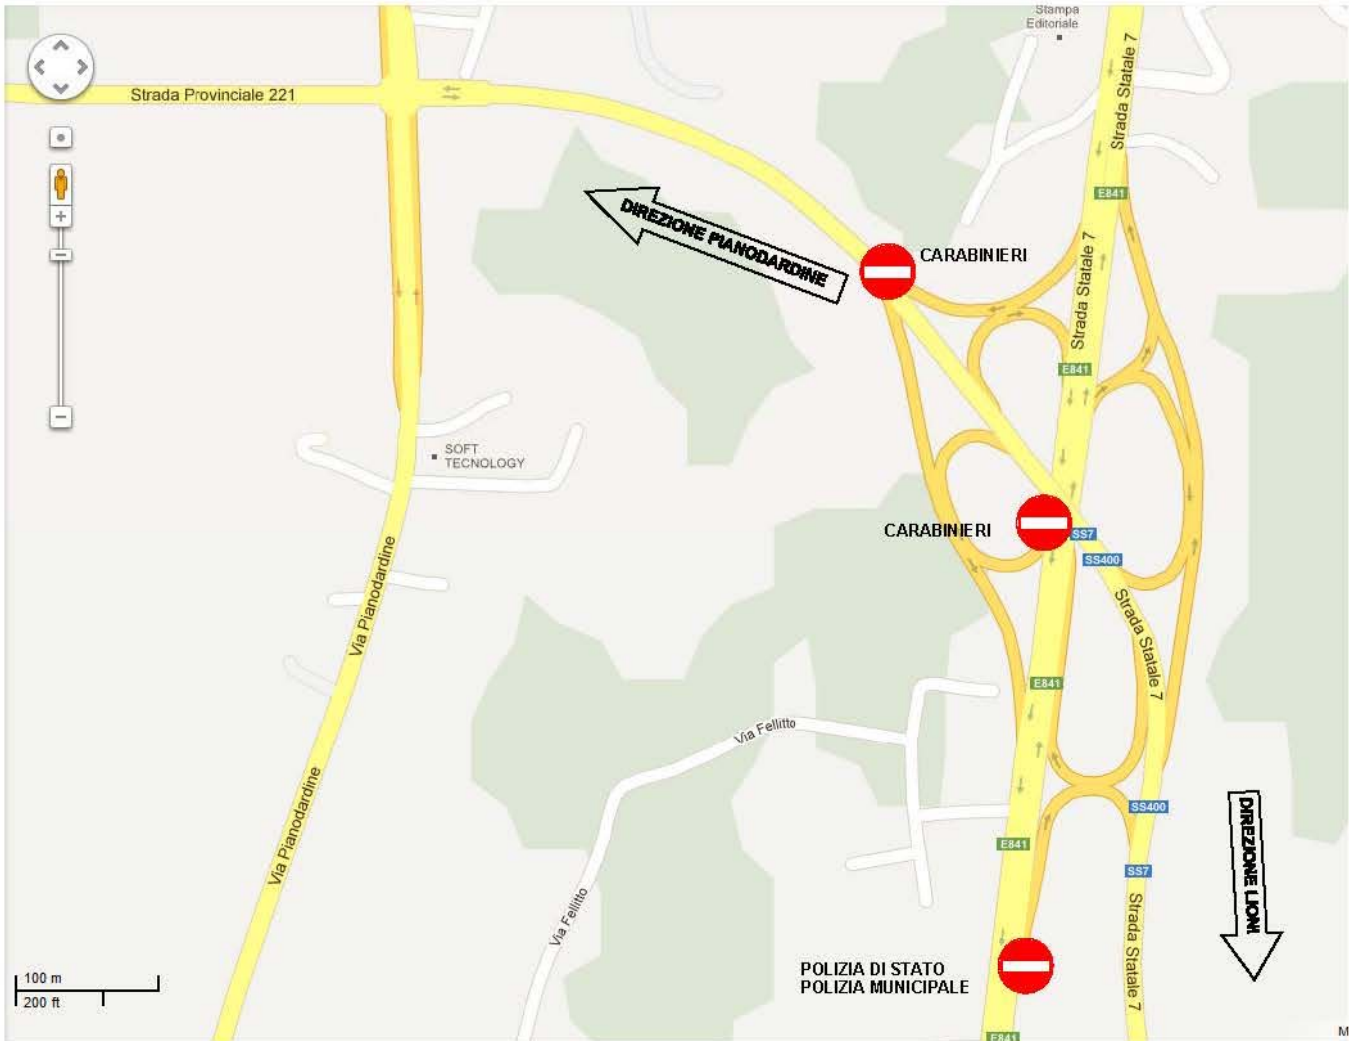 Stampa
Editoriale
Strada Statale 7
Strada Provinciale 221
E841
DIREZIONE PIANODARDINE
CARABINIERI
Strada Statale 7
E841
SOFT
TECNOLOGY
CARABINIERI
SS7
SS400
Via Pianodardine
Strada Statale 7
E841
Via Fellitto
Via Pianodardine
SS400
DIREZIONE LIONI
E841
SS7
Via Fellitto
Strada Statale 7
POLIZIA DI STATO
POLIZIA MUNICIPALE
100 m
200 ft
E841
M